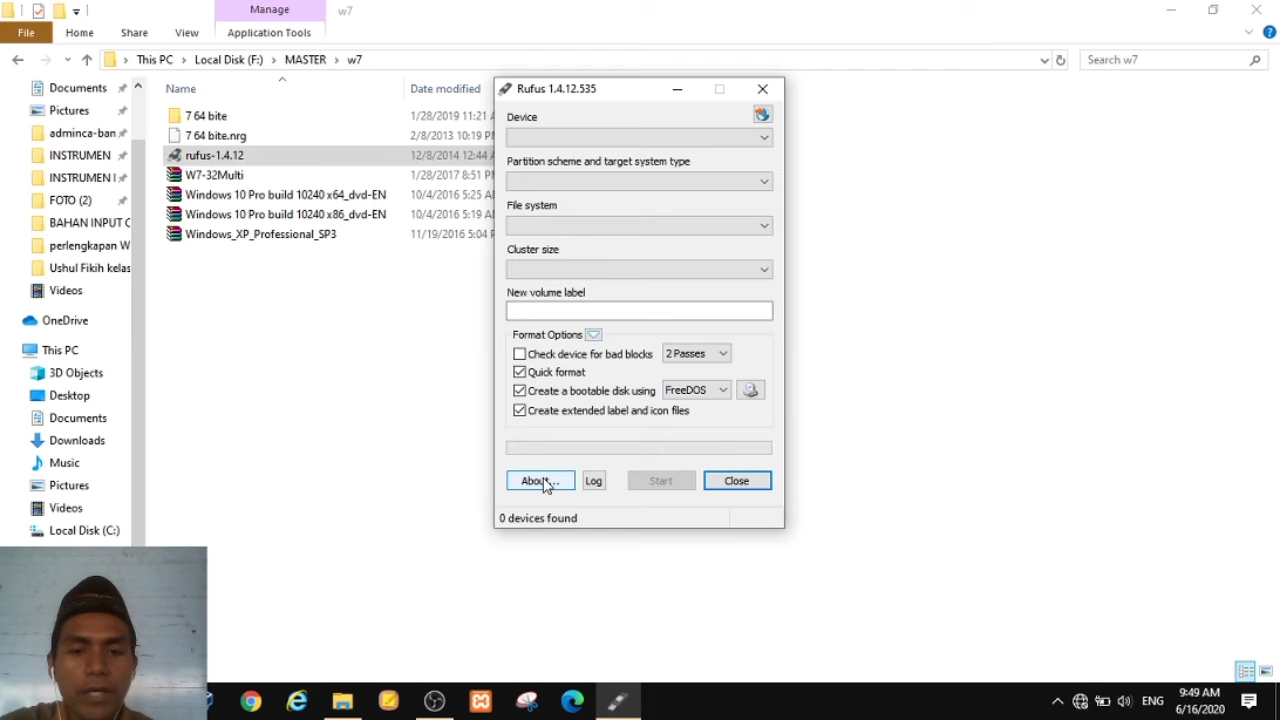 Manage
w7
File
Home
Share
View
Application Tools
This PC
Local Disk (F:)
MASTER
w7
Search w7
Documents
Pictures
adminca-ban
INSTRUMEN
INSTRUMEN I
FOTO (2)
BAHAN INPUT C
perlengkapan W
Ushul Fikih kelas
Videos
OneDrive
This PC
3D Objects
Desktop
Documents
Downloads
Music
Pictures
Videos
Local Disk (C:)
Name
Date modified
7 64 bite
1/28/2019 11:21 A
7 64 bite.nrg
2/8/2013 10:19 P
rufus-1.4.12
12/8/2014 12:44 A
W7-32Multi
1/28/2017 8:51 P
Windows 10 Pro build 10240 x64_dvd-EN
10/4/2016 5:25 A
Windows 10 Pro build 10240 x86_dvd-EN
10/4/2016 5:19 A
Windows_XP_Professional_SP3
11/19/2016 5:04 P
Rufus 1.4.12.535
Device
Partition scheme and target system type
File system
Cluster size
New volume label
Format Options
Check device for bad blocks
2 Passes
Quick format
Create a bootable disk using
FreeDOS
Create extended label and icon files
About...
Log
Start
Close
0 devices found
ENG
9:49 AM
6/16/2020